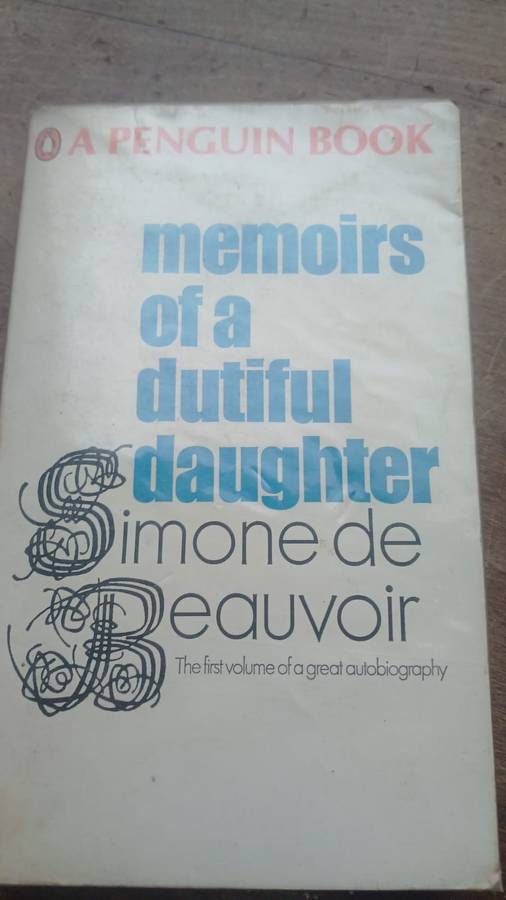 A PENGUIN BOOK
memoirs
of a
dutiful
daughter
Simone de
Beauvoir
The first volume of a great autobiography